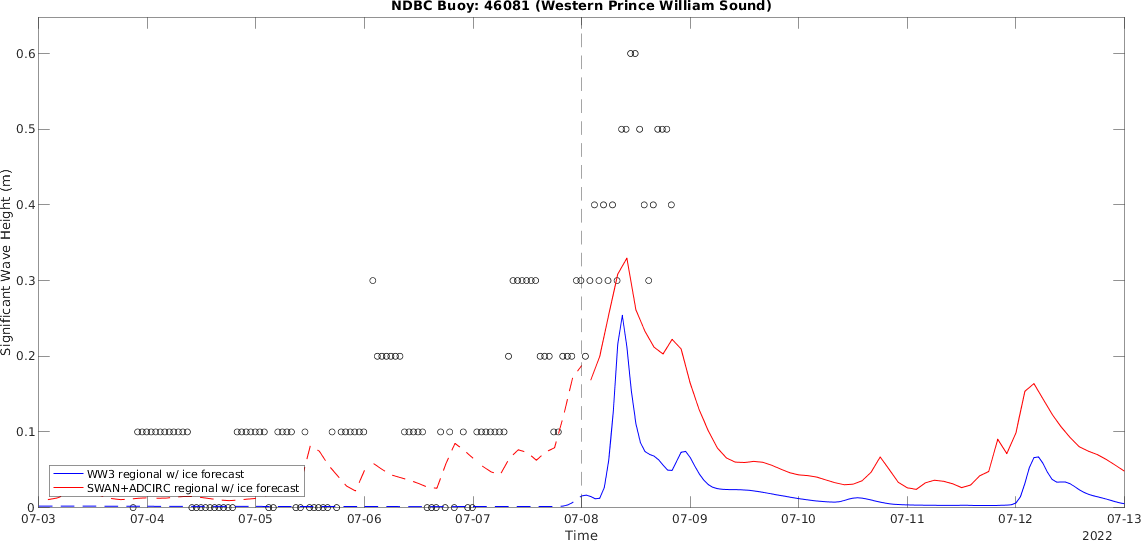 NDBC Buoy: 46081 (Western Prince William Sound)
0.6
0.5
0.4
0.3
0.2
0.1
0
Significant Wave Height (m)
WW3 regional w/ ice forecast
SWAN+ADCIRC regional w/ ice forecast
07-03 07-04 07-05 07-06 07-07 07-08 07-09 07-10 07-11 07-12 07-13
Time
2022